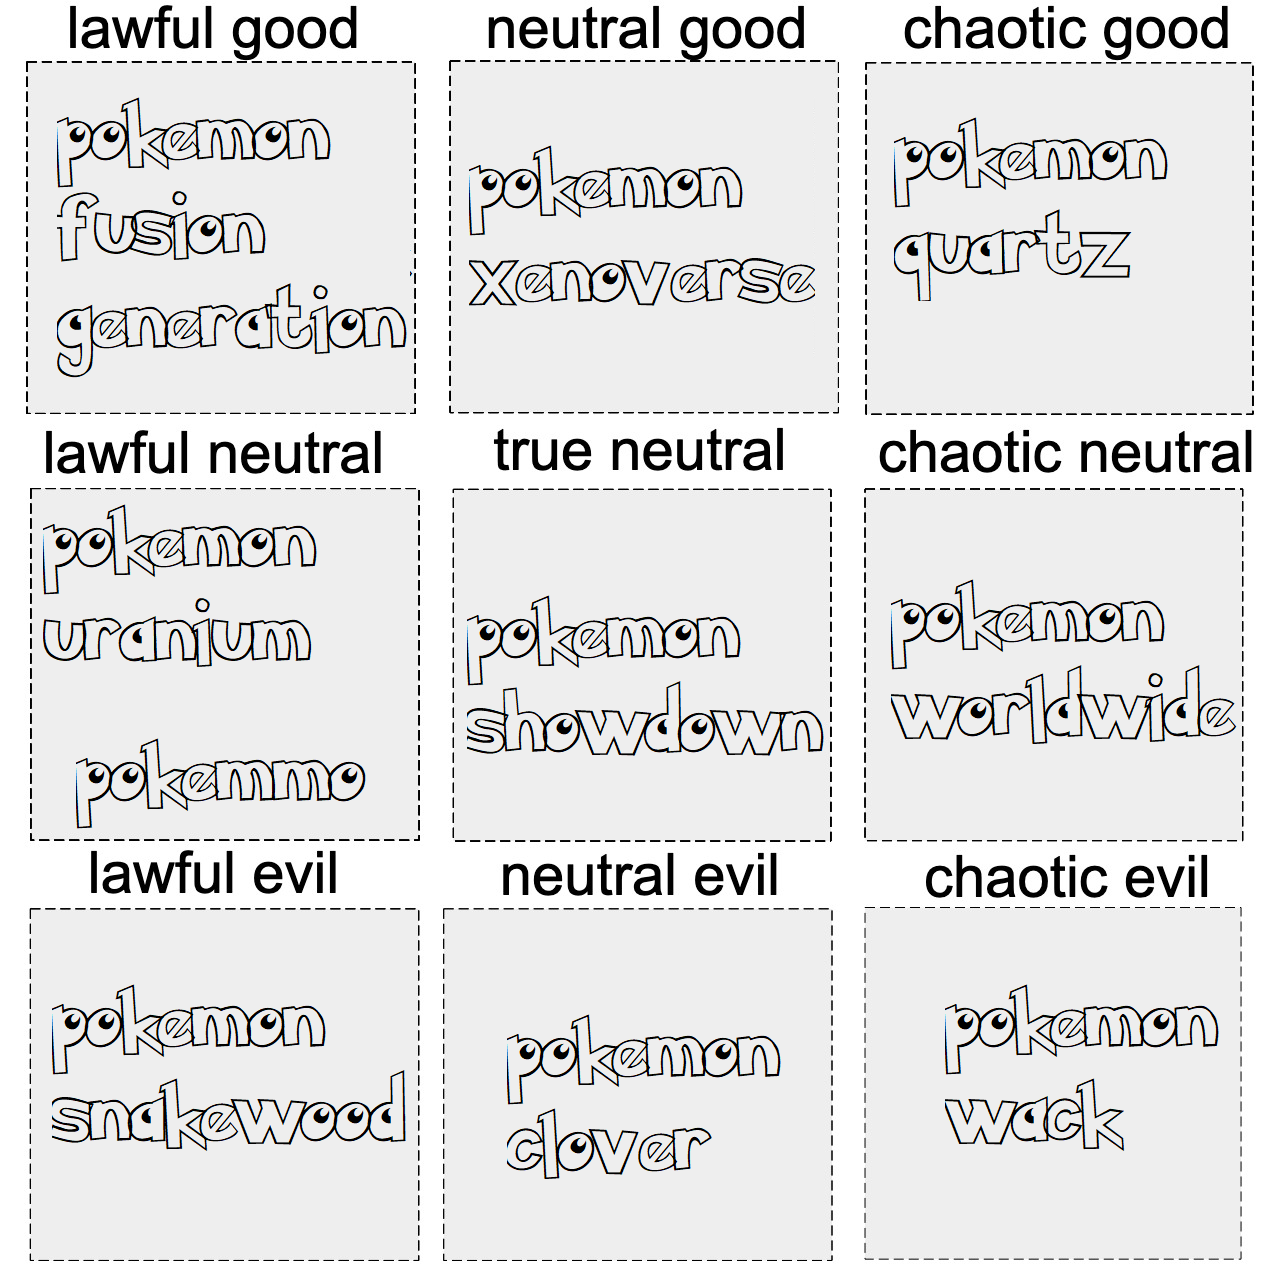 lawful good
neutral good
chaotic good
pokemon
fusion
generation
pokemon
xenoverse
pokemon
quartz
lawful neutral
true neutral
chaotic neutral
pokemon
uranium
pokemmo
pokemon
showdown
pokemon
worldwide
lawful evil
neutral evil
chaotic evil
pokemon
snakewood
pokemon
clover
pokemon
wack